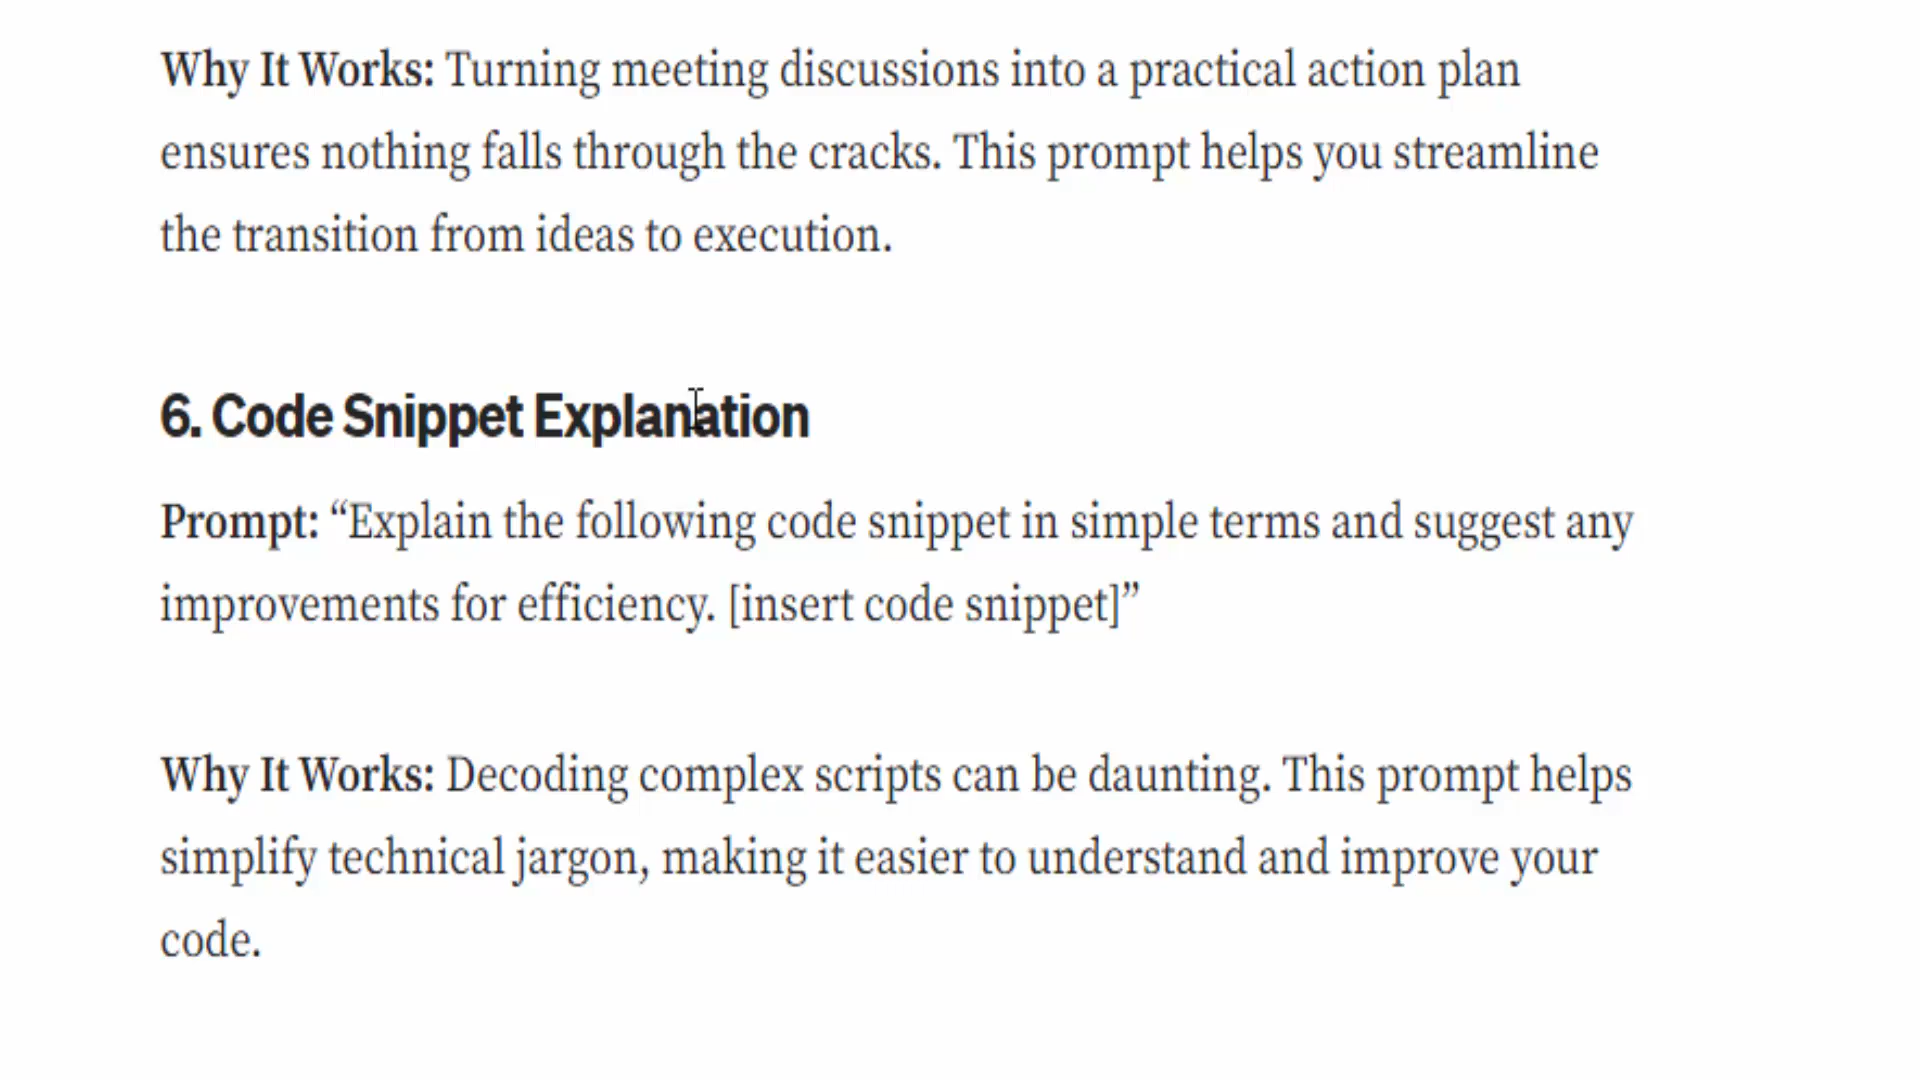 Why It Works: Turning meeting discussions into a practical action plan
ensures nothing falls through the cracks. This prompt helps you streamline
the transition from ideas to execution.
6. Code Snippet Explanation
Prompt: “Explain the following code snippet in simple terms and suggest any
improvements for efficiency. [insert code snippet]”
Why It Works: Decoding complex scripts can be daunting. This prompt helps
simplify technical jargon, making it easier to understand and improve your
code.